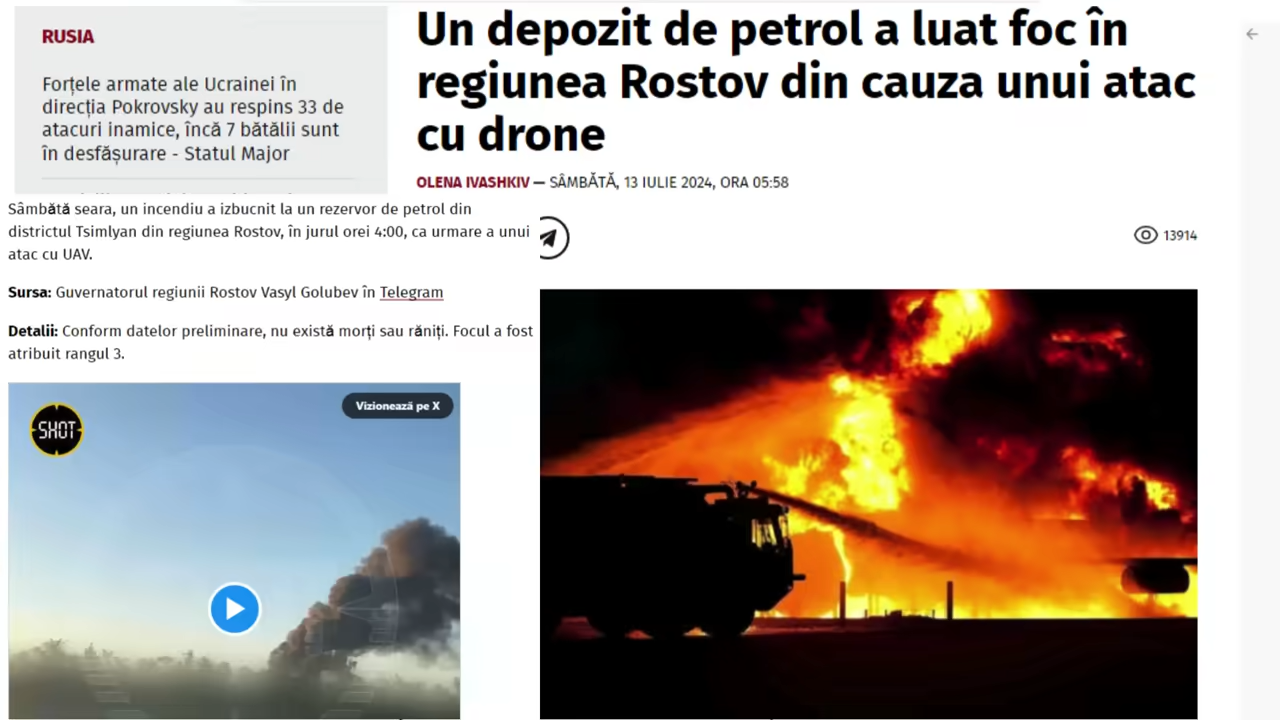 RUSIA
Forțele armate ale Ucrainei în
direcția Pokrovsky au respins 33 de
atacuri inamice, încă 7 bătălii sunt
în desfășurare - Statul Major
Un depozit de petrol a luat foc în
regiunea Rostov din cauza unui atac
cu drone
OLENA IVASHKIV — SÂMBĂTĂ, 13 IULIE 2024, ORA 05:58
13914
Sâmbătă seara, un incendiu a izbucnit la un rezervor de petrol din
districtul Tsimlyan din regiunea Rostov, în jurul orei 4:00, ca urmare a unui
atac cu UAV.
Sursa: Guvernatorul regiunii Rostov Vasyl Golubev în Telegram
Detalii: Conform datelor preliminare, nu există morți sau răniți. Focul a fost
atribuit rangul 3.
SHOT
Vizionează pe X